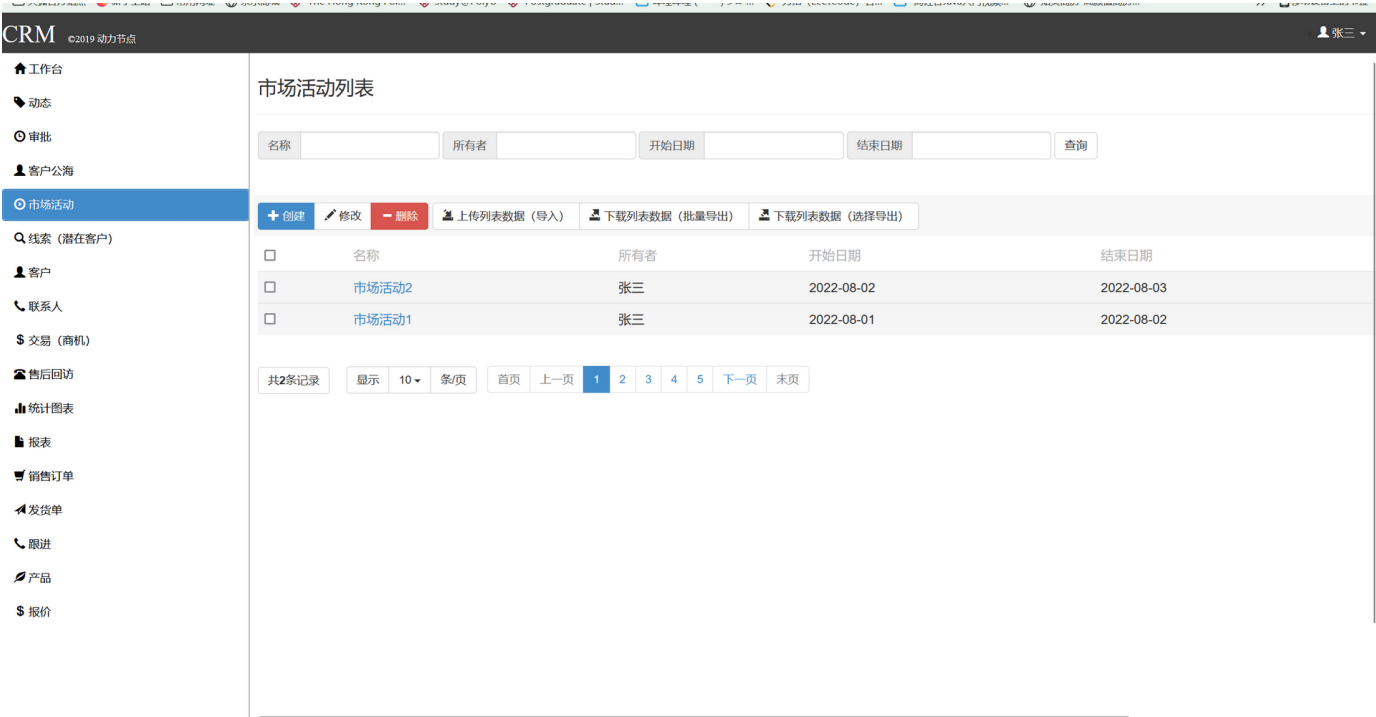 CRM ©2019 动力节点
张三
工作台
动态
审批
客户公海
市场活动
线索（潜在客户）
客户
联系人
交易（商机）
售后回访
统计图表
报表
销售订单
发货单
跟进
产品
报价
市场活动列表
名称 所有者 开始日期 结束日期 查询
创建 修改 删除 上传列表数据（导入） 下载列表数据（批量导出） 下载列表数据（选择导出）
名称 所有者 开始日期 结束日期
市场活动2 张三 2022-08-02 2022-08-03
市场活动1 张三 2022-08-01 2022-08-02
共2条记录 显示 10 条/页 首页 上一页 1 2 3 4 5 下一页 末页